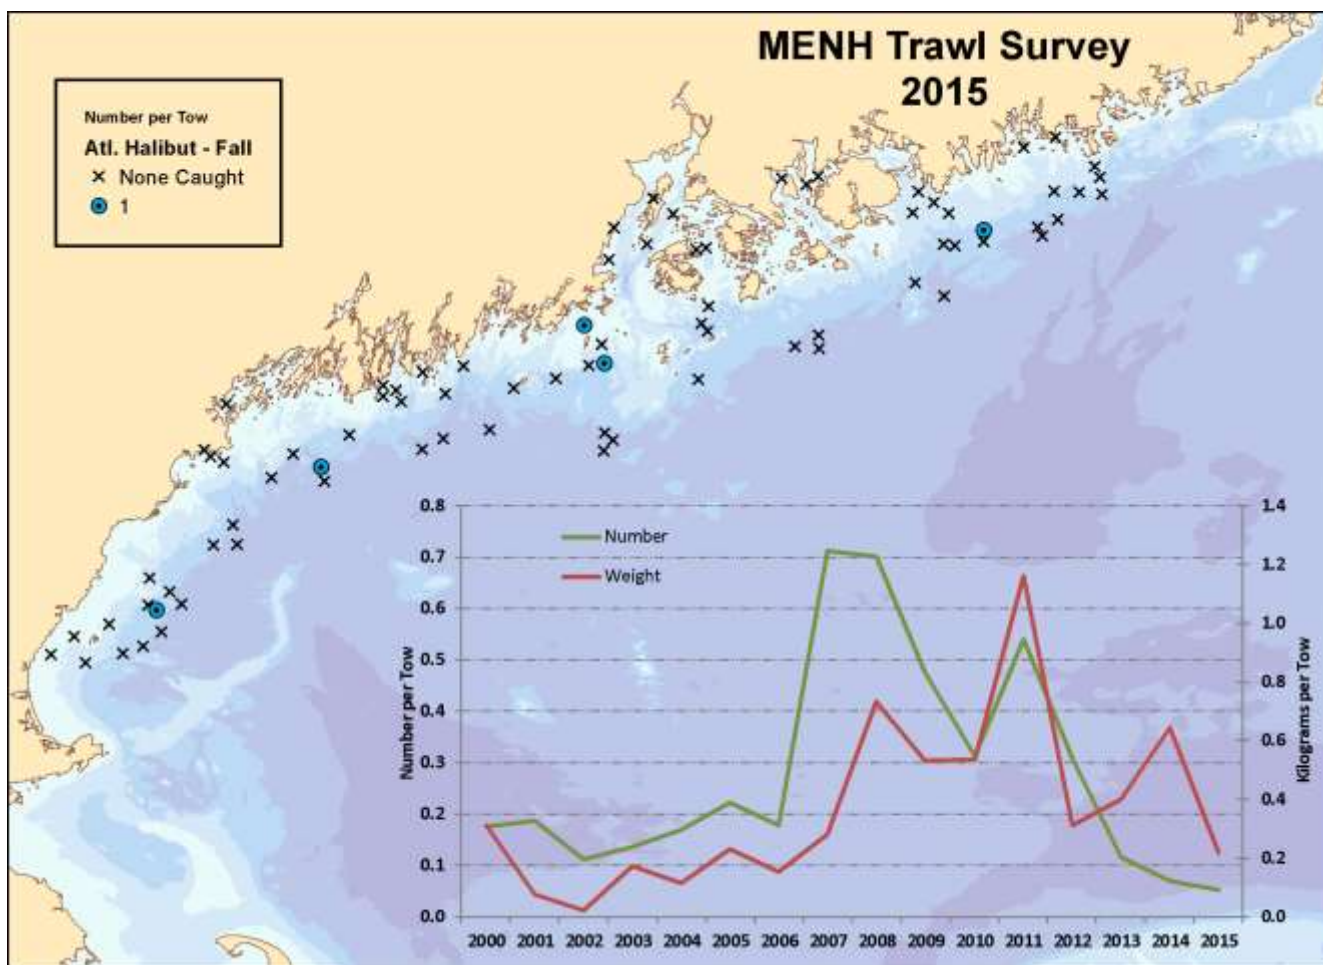 MENH Trawl Survey
2015
Number per Tow
Atl. Halibut - Fall
None Caught
1
0.8
0.7
0.6
0.5
0.4
0.3
0.2
0.1
0.0
Number per Tow
Number
Weight
1.4
1.2
1.0
0.8
0.6
0.4
0.2
0.0
Kilograms per Tow
2000 2001 2002 2003 2004 2005 2006 2007 2008 2009 2010 2011 2012 2013 2014 2015